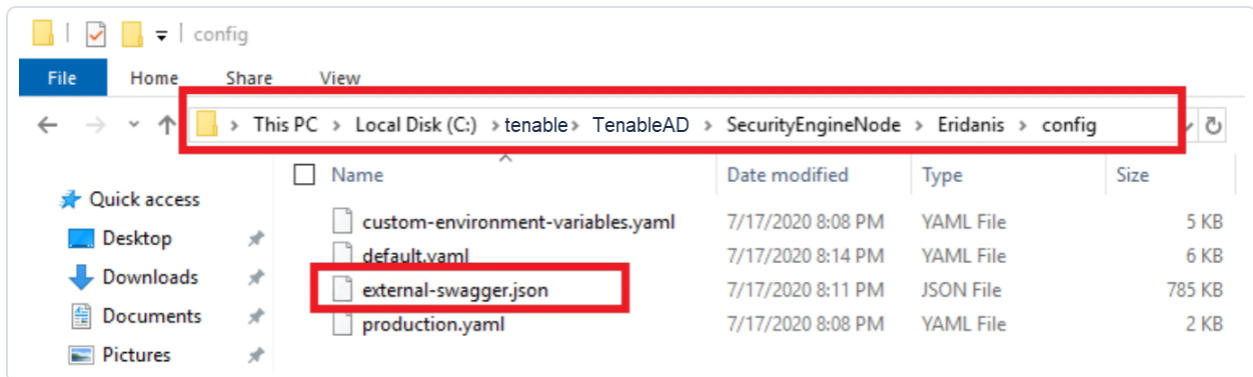 config
File Home Share View
> This PC > Local Disk (C:) > tenable > TenableAD > SecurityEngineNode > Eridanis > config
Name Date modified Type Size
Quick access
Desktop
Downloads
Documents
Pictures
custom-environment-variables.yaml 7/17/2020 8:08 PM YAML File 5 KB
default.yaml 7/17/2020 8:14 PM YAML File 6 KB
external-swagger.json 7/17/2020 8:11 PM JSON File 785 KB
production.yaml 7/17/2020 8:08 PM YAML File 2 KB